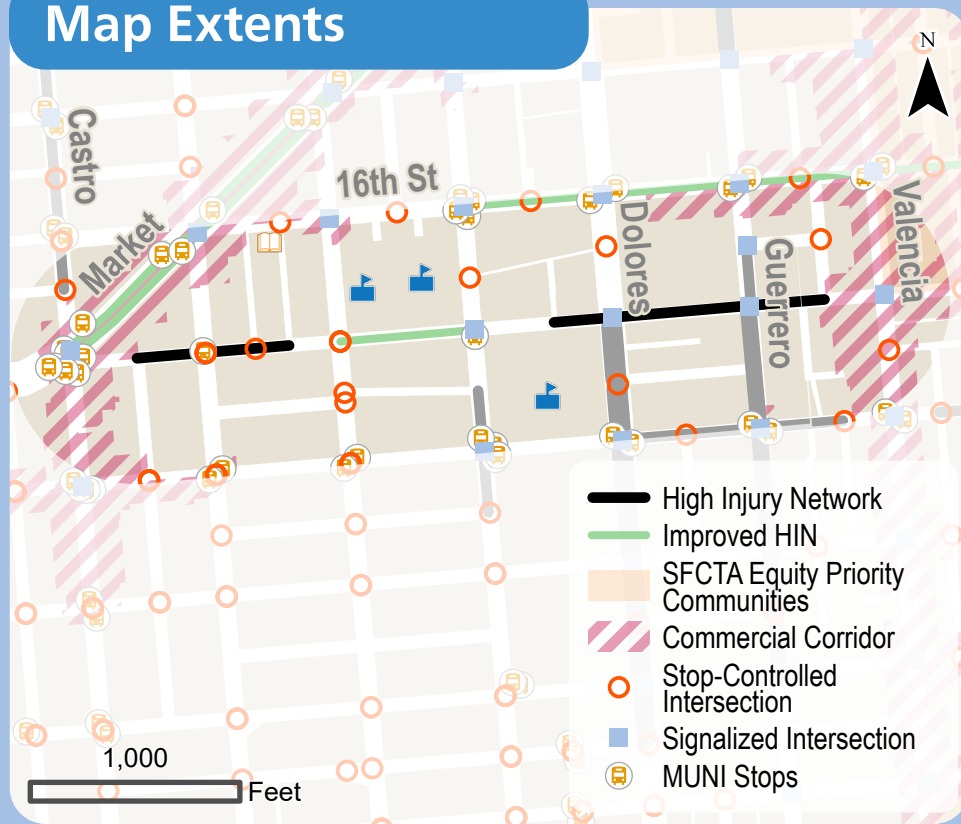 Map Extents
N
Castro
Market
16th St
Dolores
Guerrero
Valencia
High Injury Network
Improved HIN
SFCTA Equity Priority
Communities
Commercial Corridor
Stop-Controlled
Intersection
Signalized Intersection
MUNI Stops
1,000
Feet